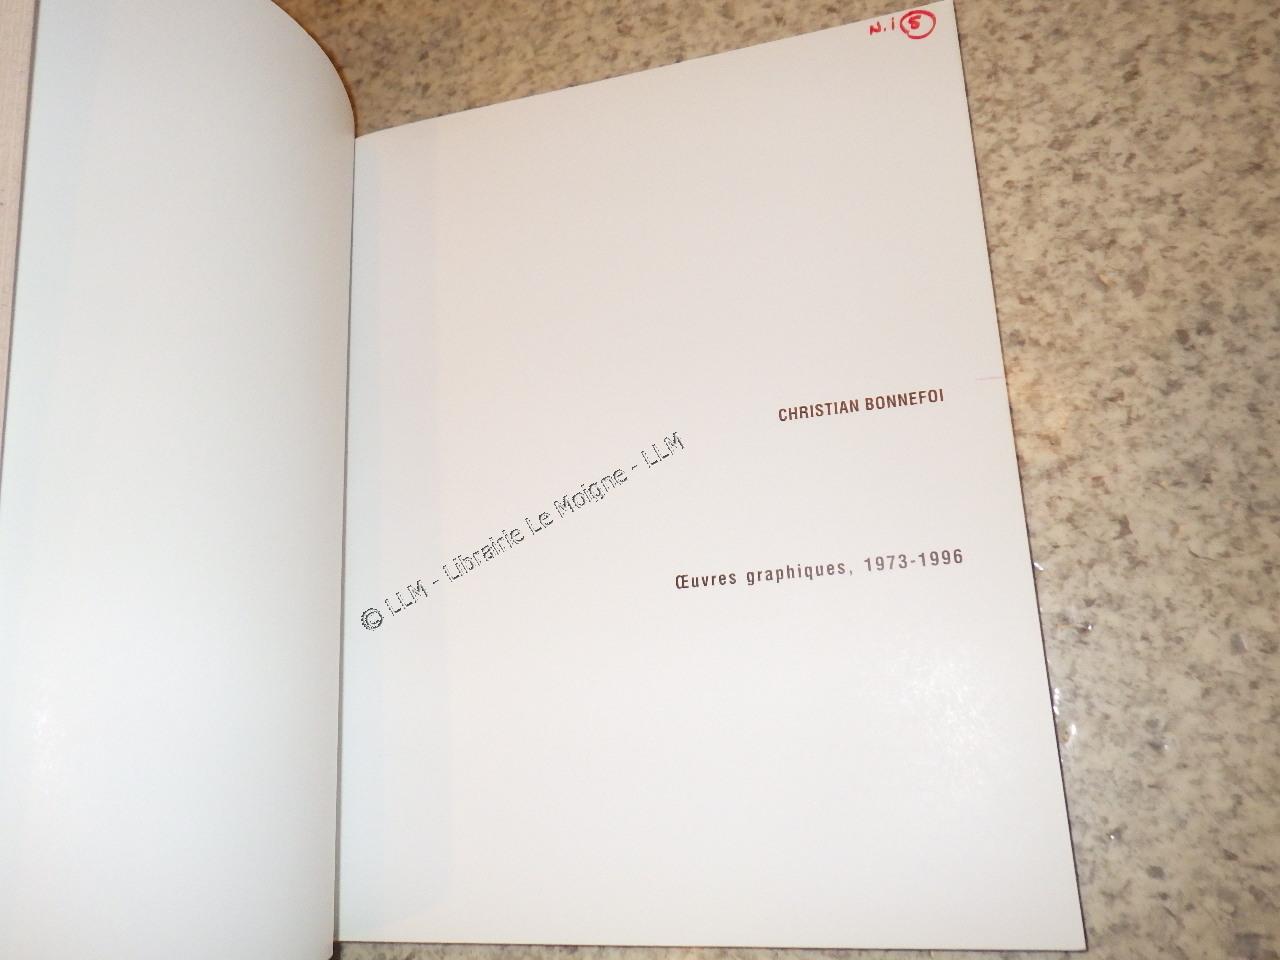 N.i 5
CHRISTIAN BONNEFOI
Œuvres graphiques, 1973-1996
© LLM - Librairie Le Moigne - LLM